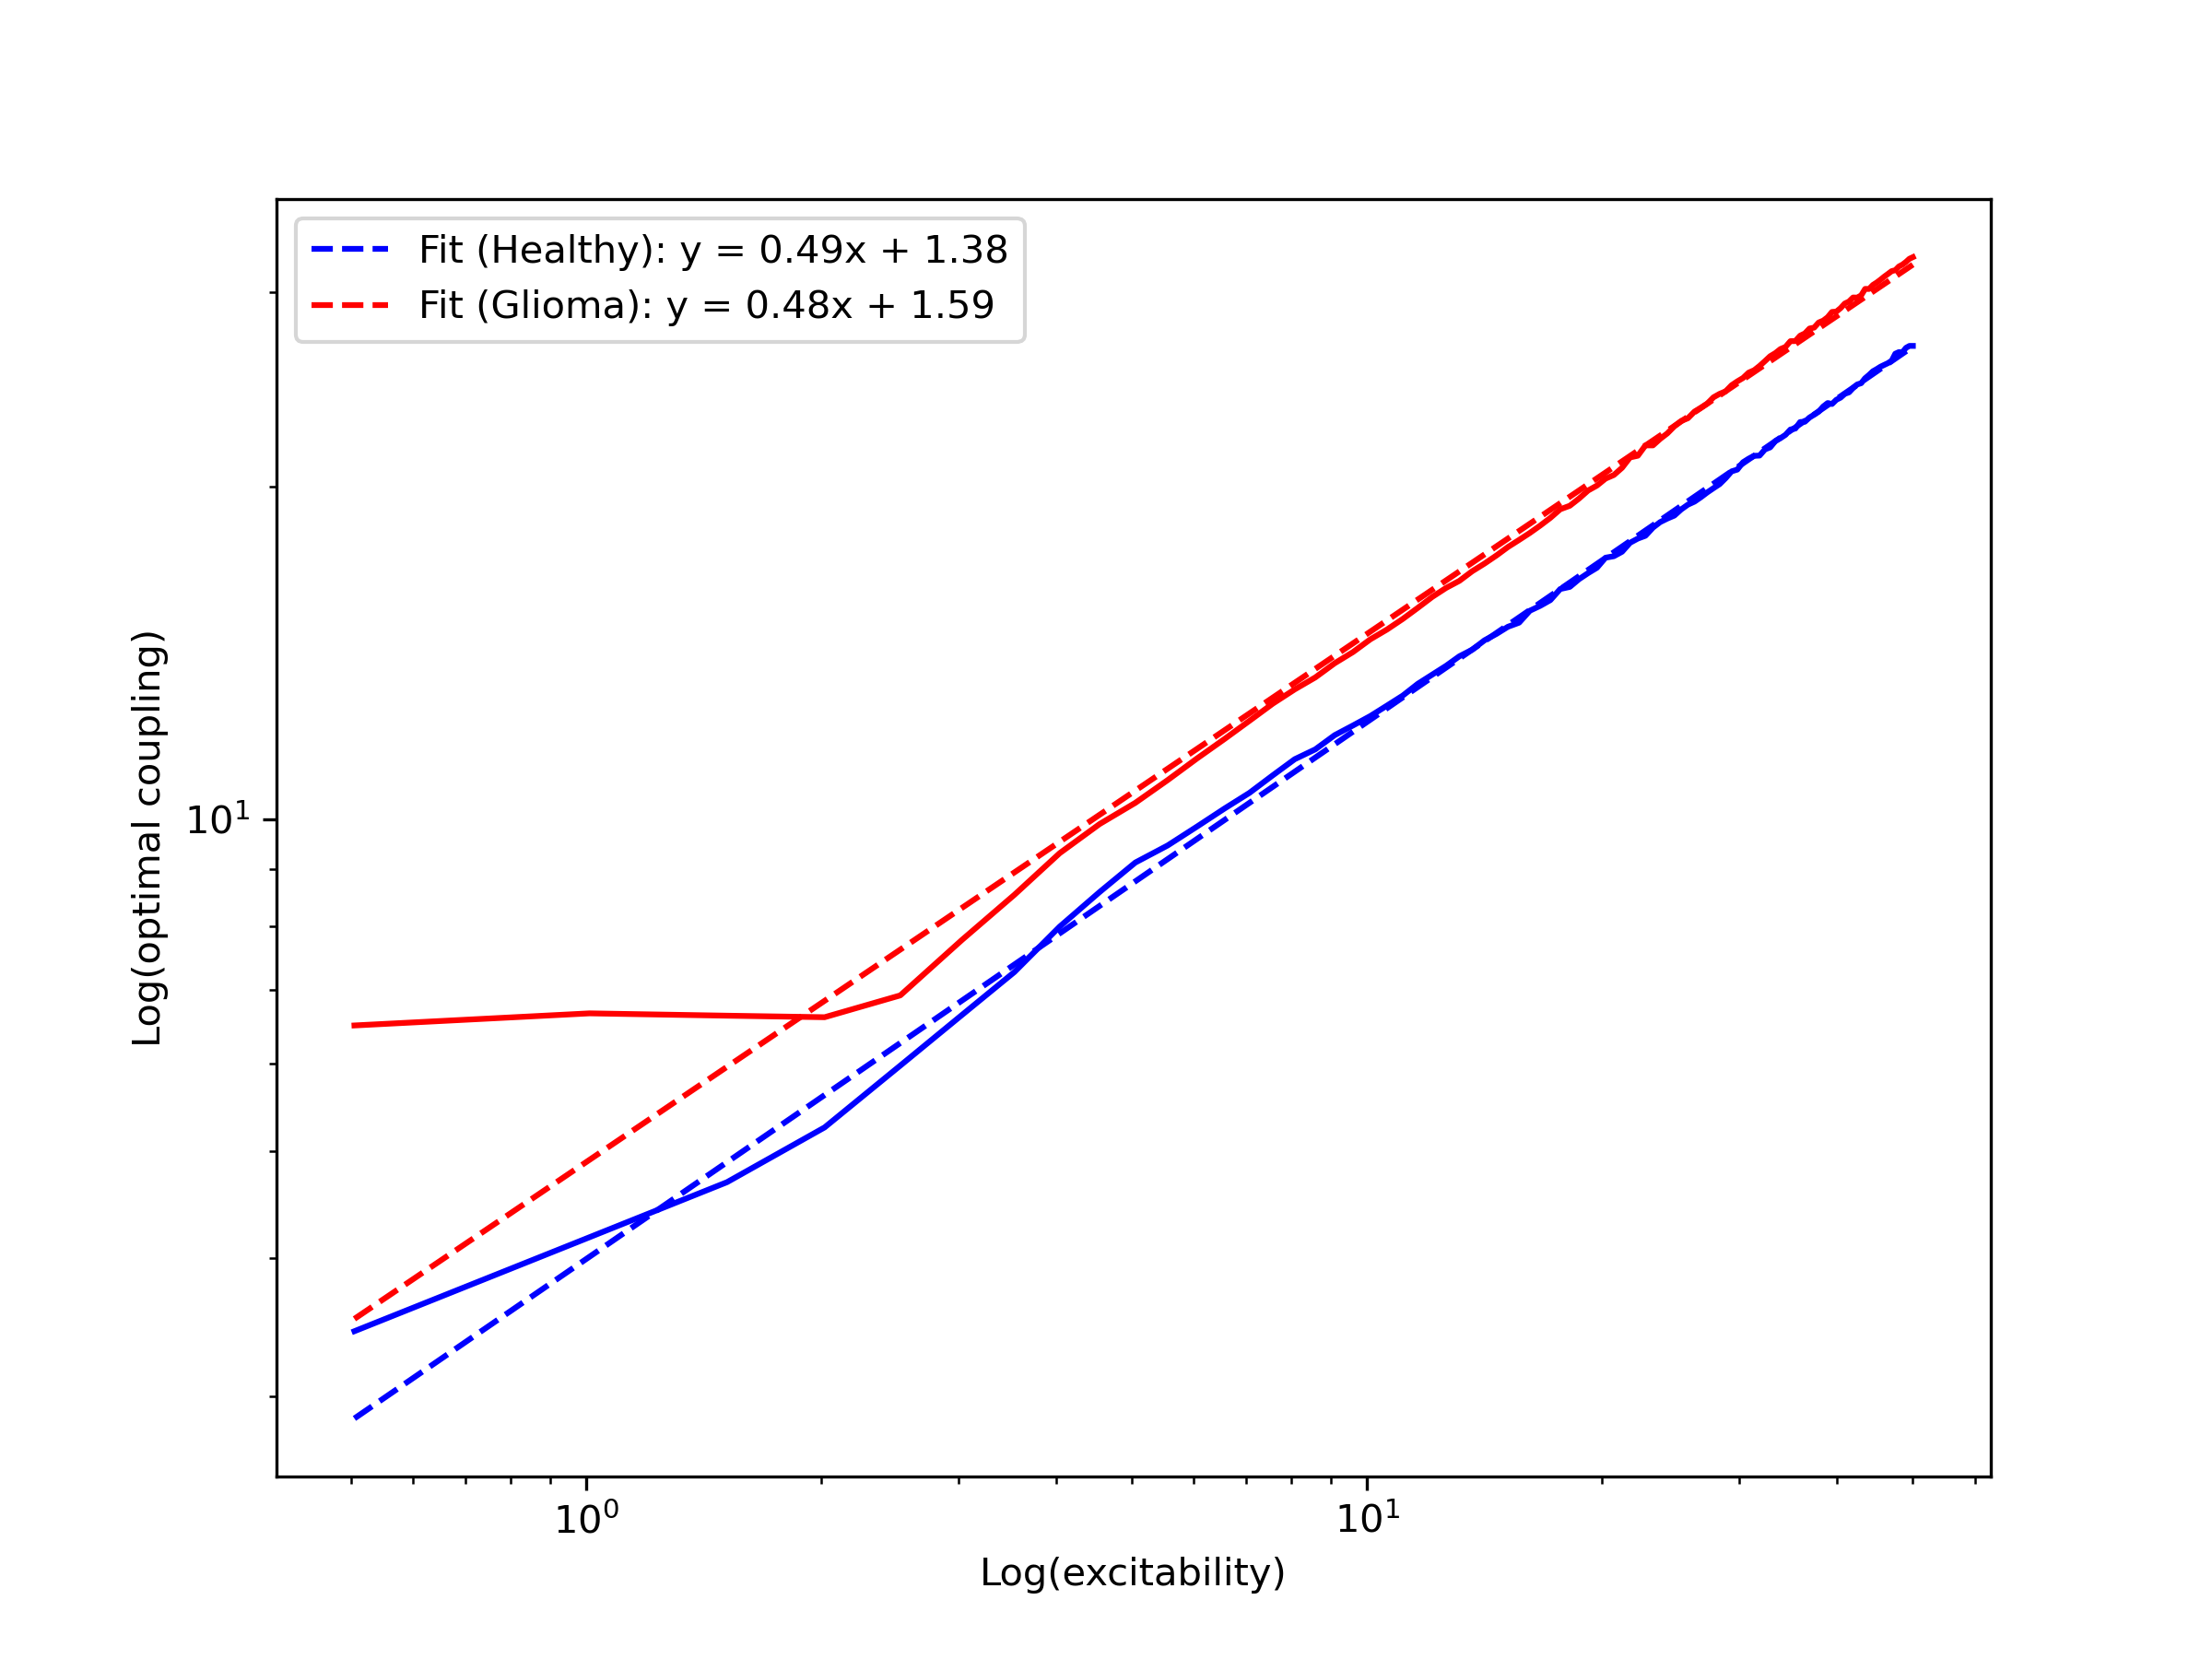 Fit (Healthy): y = 0.49x + 1.38
Fit (Glioma): y = 0.48x + 1.59
Log(optimal coupling)
10¹
10⁰
10¹
Log(excitability)